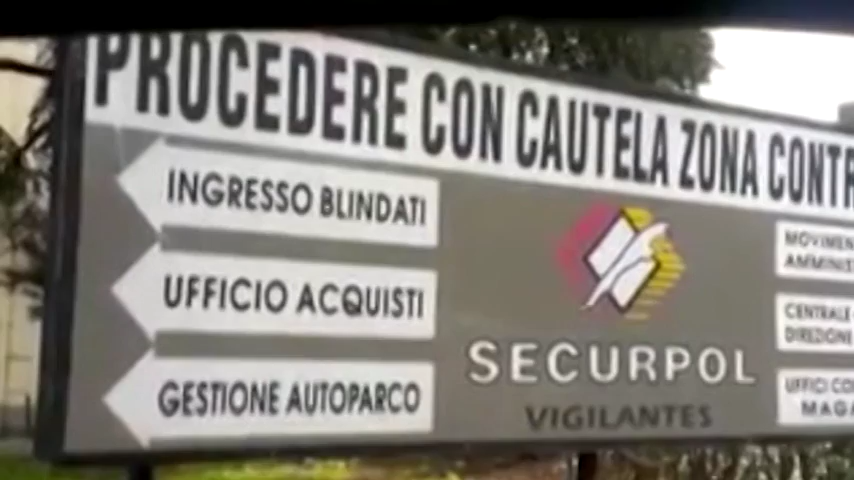 PROCEDERE CON CAUTELA ZONA CONTR
INGRESSO BLINDATI
UFFICIO ACQUISTI
GESTIONE AUTOPARCO
SECURPOL
VIGILANTES
MOVIMEN
AMMINIST
CENTRALE
DIREZIONE
UFFICI CO
MAGA